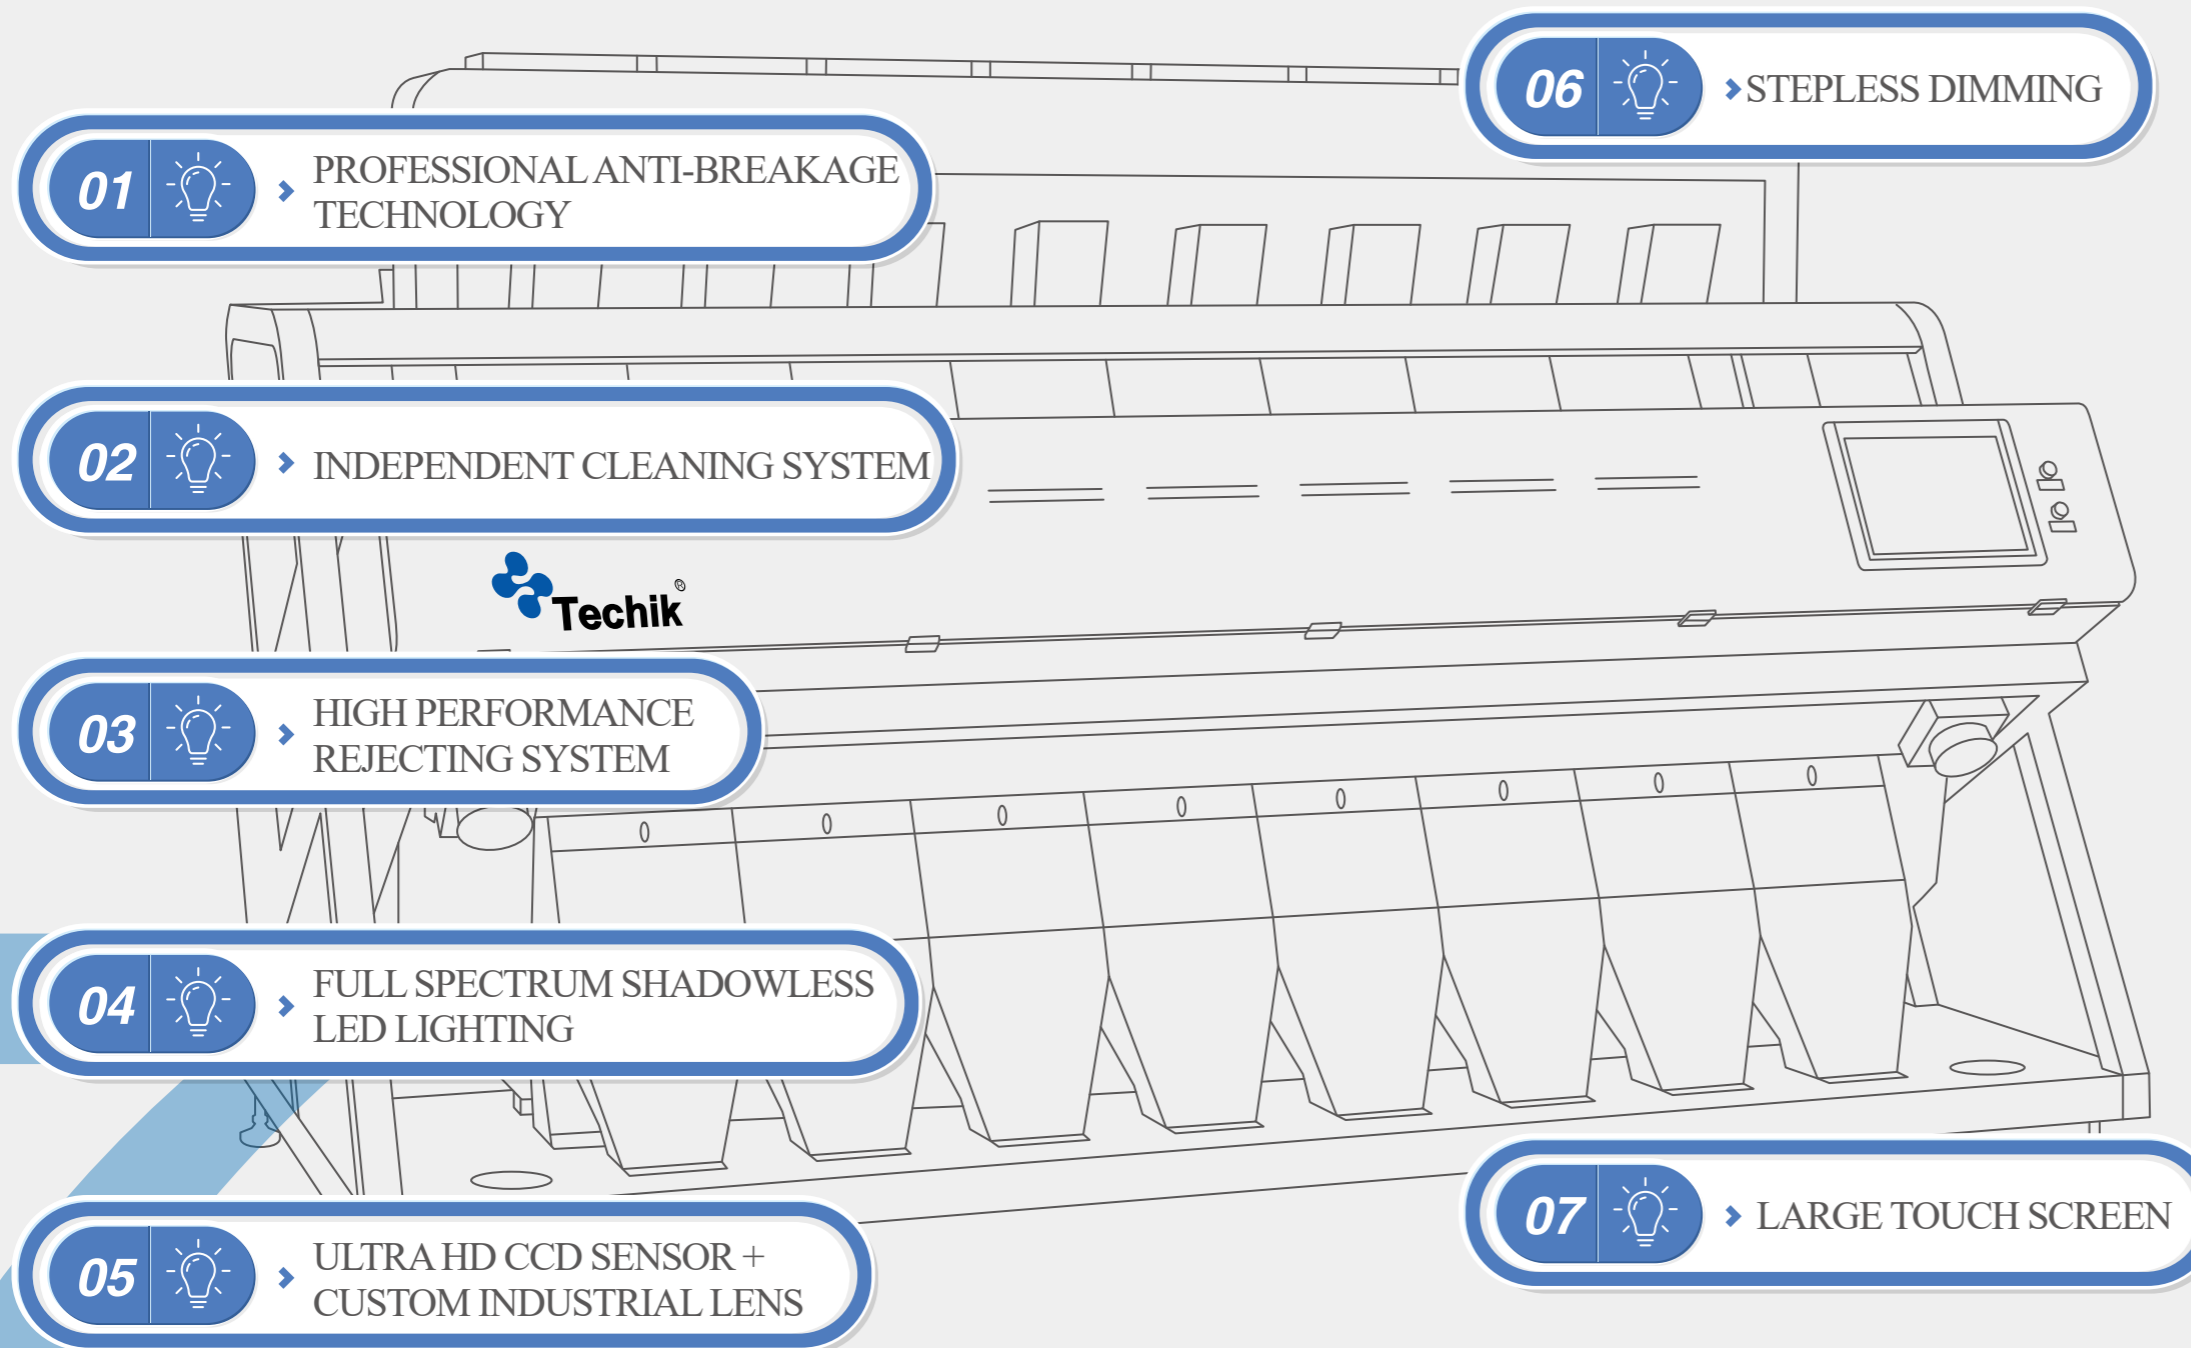 01
PROFESSIONAL ANTI-BREAKAGE
TECHNOLOGY
02
INDEPENDENT CLEANING SYSTEM
Techik®
03
HIGH PERFORMANCE
REJECTING SYSTEM
04
FULL SPECTRUM SHADOWLESS
LED LIGHTING
05
ULTRA HD CCD SENSOR +
CUSTOM INDUSTRIAL LENS
06
STEPLESS DIMMING
07
LARGE TOUCH SCREEN